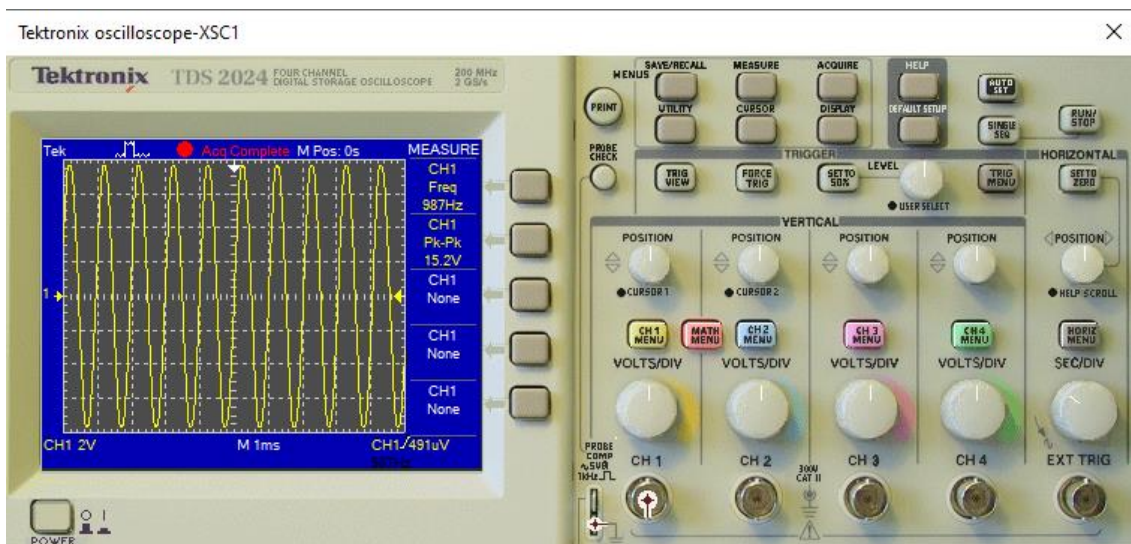 Tektronix oscilloscope-XSC1
Tektronix TDS 2024 FOUR CHANNEL DIGITAL STORAGE OSCILLOSCOPE 200 MHz 2 GS/s
Tek Acq Complete M Pos: 0s MEASURE
CH1
Freq
987Hz
CH1
Pk-Pk
15.2V
CH1
None
CH1
None
CH1
None
1
CH1 2V M 1ms CH1 491uV
POWER
MENUS
SAVE/RECALL MEASURE ACQUIRE HELP
PRINT
UTILITY CURSOR DISPLAY DEFAULT SETUP
AUTO SET
SINGLE SEQ
RUN/STOP
PROBE CHECK
TRIGGER
TRIG VIEW FORCE TRIG SET TO 50% LEVEL TRIG MENU
USER SELECT
HORIZONTAL
SET TO ZERO
VERTICAL
POSITION POSITION POSITION POSITION POSITION
CURSOR 1 CURSOR 2 HELP SCROLL
CH 1 MENU MATH MENU CH 2 MENU CH 3 MENU CH4 MENU HORIZ MENU
VOLTS/DIV VOLTS/DIV VOLTS/DIV VOLTS/DIV SEC/DIV
PROBE COMP
~5V@
1kHz
CH 1 CH 2 300V CAT II CH 3 CH 4 EXT TRIG